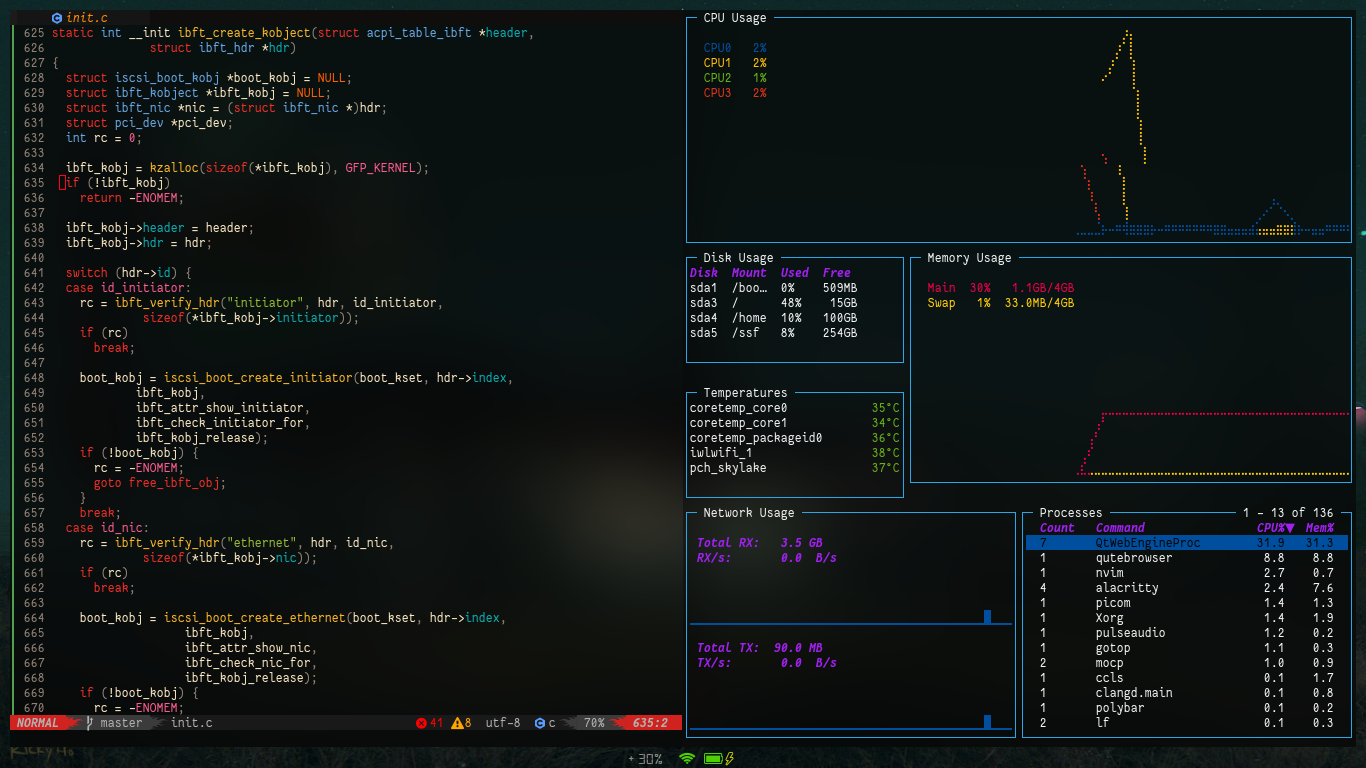 init.c
625 static int __init ibft_create_kobject(struct acpi_table_ibft *header,
626 struct ibft_hdr *hdr)
627 {
628 struct iscsi_boot_kobj *boot_kobj = NULL;
629 struct ibft_kobject *ibft_kobj = NULL;
630 struct ibft_nic *nic = (struct ibft_nic *)hdr;
631 struct pci_dev *pci_dev;
632 int rc = 0;
633
634 ibft_kobj = kzalloc(sizeof(*ibft_kobj), GFP_KERNEL);
635 if (!ibft_kobj)
636 return -ENOMEM;
637
638 ibft_kobj->header = header;
639 ibft_kobj->hdr = hdr;
640
641 switch (hdr->id) {
642 case id_initiator:
643 rc = ibft_verify_hdr("initiator", hdr, id_initiator,
644 sizeof(*ibft_kobj->initiator));
645 if (rc)
646 break;
647
648 boot_kobj = iscsi_boot_create_initiator(boot_kset, hdr->index,
649 ibft_kobj,
650 ibft_attr_show_initiator,
651 ibft_check_initiator_for,
652 ibft_kobj_release);
653 if (!boot_kobj) {
654 rc = -ENOMEM;
655 goto free_ibft_obj;
656 }
657 break;
658 case id_nic:
659 rc = ibft_verify_hdr("ethernet", hdr, id_nic,
660 sizeof(*ibft_kobj->nic));
661 if (rc)
662 break;
663
664 boot_kobj = iscsi_boot_create_ethernet(boot_kset, hdr->index,
665 ibft_kobj,
666 ibft_attr_show_nic,
667 ibft_check_nic_for,
668 ibft_kobj_release);
669 if (!boot_kobj) {
670 rc = -ENOMEM;
NORMAL master init.c 41 8 utf-8 c 70% 635:2
CPU Usage
CPU0 2%
CPU1 2%
CPU2 1%
CPU3 2%
Disk Usage
Disk Mount Used Free
sda1 /boo… 0% 509MB
sda3 / 48% 15GB
sda4 /home 10% 100GB
sda5 /ssf 8% 254GB
Memory Usage
Main 30% 1.1GB/4GB
Swap 1% 33.0MB/4GB
Temperatures
coretemp_core0 35°C
coretemp_core1 34°C
coretemp_packageid0 36°C
iwlwifi_1 38°C
pch_skylake 37°C
Network Usage
Total RX: 3.5 GB
RX/s: 0.0 B/s
Total TX: 90.0 MB
TX/s: 0.0 B/s
Processes 1 - 13 of 136
Count Command CPU%▼ Mem%
7 QtWebEngineProc 31.9 31.3
1 qutebrowser 8.8 8.8
1 nvim 2.7 0.7
4 alacritty 2.4 7.6
1 picom 1.4 1.3
1 Xorg 1.4 1.9
1 pulseaudio 1.2 0.2
1 gotop 1.1 0.3
2 mocp 1.0 0.9
1 ccls 0.1 1.7
1 clangd.main 0.1 0.8
1 polybar 0.1 0.2
2 lf 0.1 0.3
+ 30%